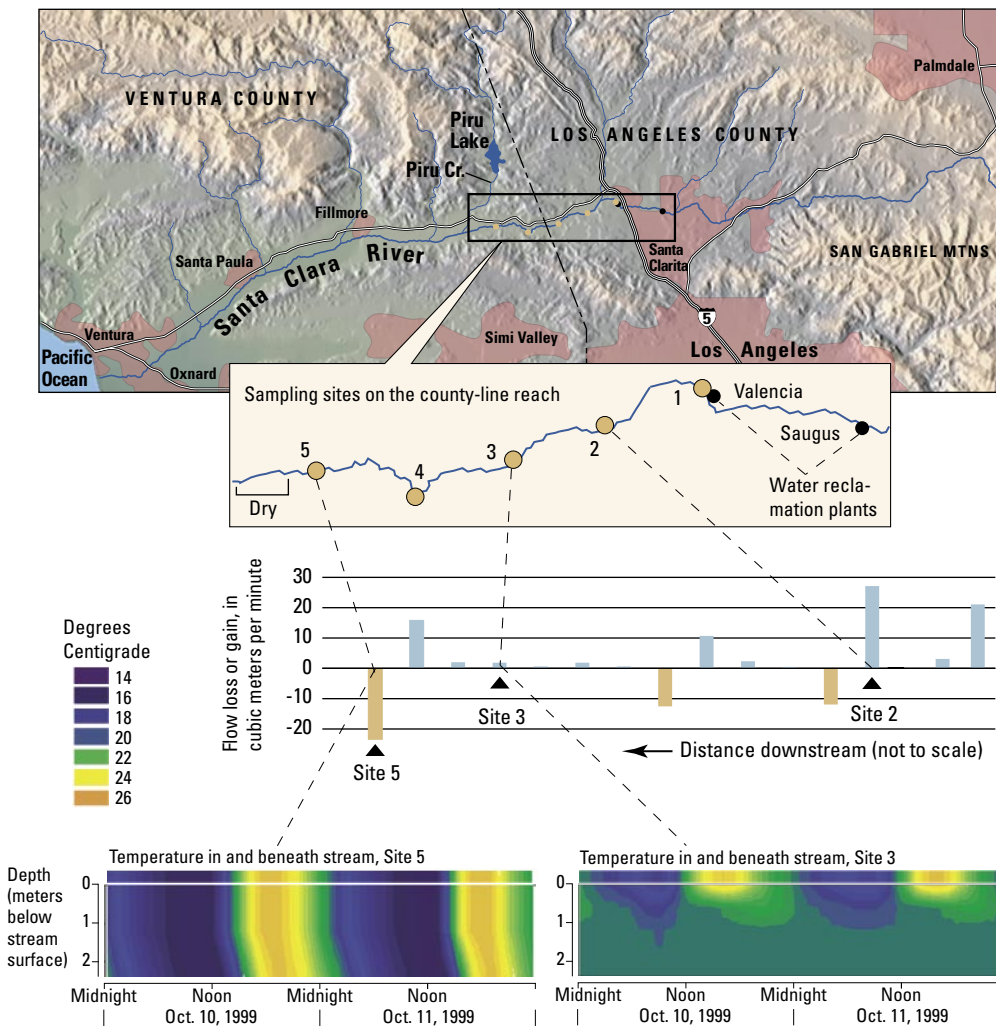 VENTURA COUNTY
Palmdale
Piru
Lake
LOS ANGELES COUNTY
Piru Cr.
Fillmore
Santa Paula
Santa Clara River
Santa
Clarita
SAN GABRIEL MTNS
Ventura
Simi Valley
5
Pacific
Ocean
Oxnard
Los Angeles
Sampling sites on the county-line reach
1
Valencia
Saugus
2
3
4
5
Dry
Water recla-
mation plants
Flow loss or gain, in
cubic meters per minute
30
20
10
0
-10
-20
Site 5
Site 3
Site 2
Distance downstream (not to scale)
Degrees
Centigrade
14
16
18
20
22
24
26
Temperature in and beneath stream, Site 5
Depth
(meters
below
stream
surface)
0
1
2
Midnight Noon Midnight Noon
Oct. 10, 1999 Oct. 11, 1999
Temperature in and beneath stream, Site 3
0
1
2
Midnight Noon Midnight Noon
Oct. 10, 1999 Oct. 11, 1999